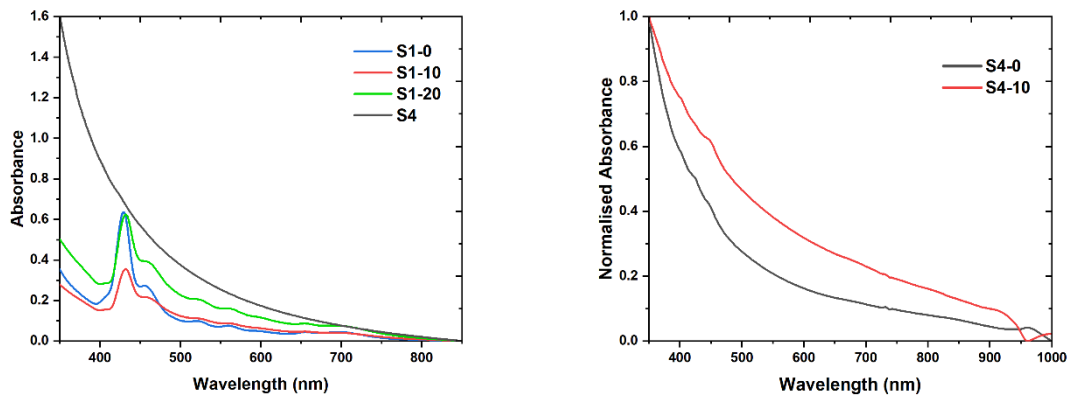 1.6
1.4
1.2
1.0
0.8
0.6
0.4
0.2
0.0
Absorbance
400 500 600 700 800
Wavelength (nm)
S1-0
S1-10
S1-20
S4
1.0
0.8
0.6
0.4
0.2
0.0
Normalised Absorbance
400 500 600 700 800 900 1000
Wavelength (nm)
S4-0
S4-10